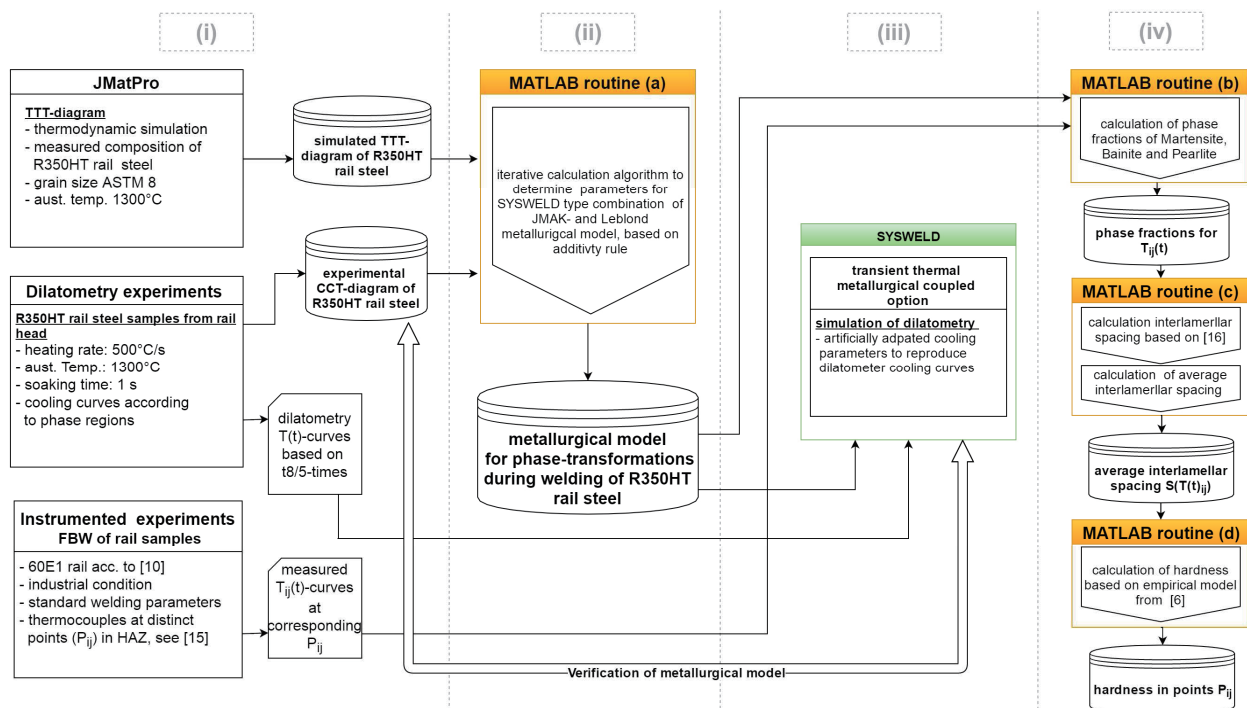 (i)
(ii)
(iii)
(iv)
JMatPro
TTT-diagram
- thermodynamic simulation
- measured composition of
R350HT rail steel
- grain size ASTM 8
- aust. temp. 1300°C
simulated TTT-
diagram of R350HT
rail steel
Dilatometry experiments
R350HT rail steel samples from rail
head
- heating rate: 500°C/s
- aust. Temp.: 1300°C
- soaking time: 1 s
- cooling curves according
to phase regions
experimental
CCT-diagram of
R350HT rail steel
dilatometry
T(t)-curves
based on
t8/5-times
Instrumented experiments
FBW of rail samples
- 60E1 rail acc. to [10]
- industrial condition
- standard welding parameters
- thermocouples at distinct
points (Pij) in HAZ, see [15]
measured
Tij(t)-curves
at
corresponding
Pij
MATLAB routine (a)
iterative calculation algorithm to
determine parameters for
SYSWELD type combination of
JMAK- and Leblond
metallurigcal model, based on
additivty rule
metallurgical model
for phase-transformations
during welding of R350HT
rail steel
SYSWELD
transient thermal
metallurgical coupled
option
simulation of dilatometry
- artificially adpated cooling
parameters to reproduce
dilatometer cooling curves
Verification of metallurgical model
MATLAB routine (b)
calculation of phase
fractions of Martensite,
Bainite and Pearlite
phase fractions for
Tij(t)
MATLAB routine (c)
calculation interlamerllar
spacing based on [16]
calculation of average
interlamerllar spacing
average interlamellar
spacing S(T(t)ij)
MATLAB routine (d)
calculation of hardness
based on empirical model
from [6]
hardness in points Pij